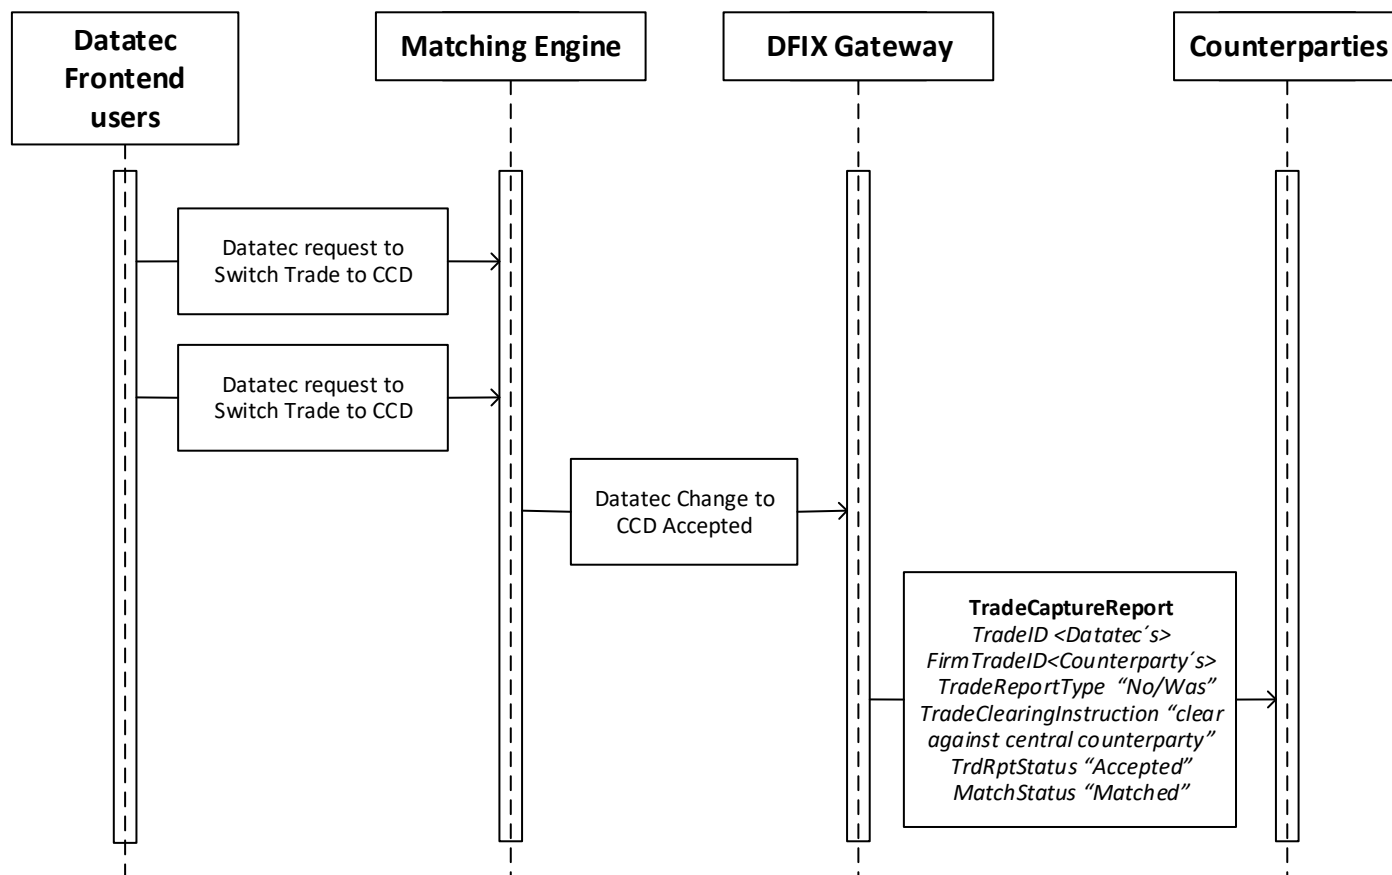 Datatec
Frontend
users
Matching Engine
DFIX Gateway
Counterparties
Datatec request to
Switch Trade to CCD
Datatec request to
Switch Trade to CCD
Datatec Change to
CCD Accepted
TradeCaptureReport
TradeID <Datatec´s>
FirmTradeID<Counterparty´s>
TradeReportType “No/Was”
TradeClearingInstruction “clear
against central counterparty”
TrdRptStatus “Accepted”
MatchStatus “Matched”